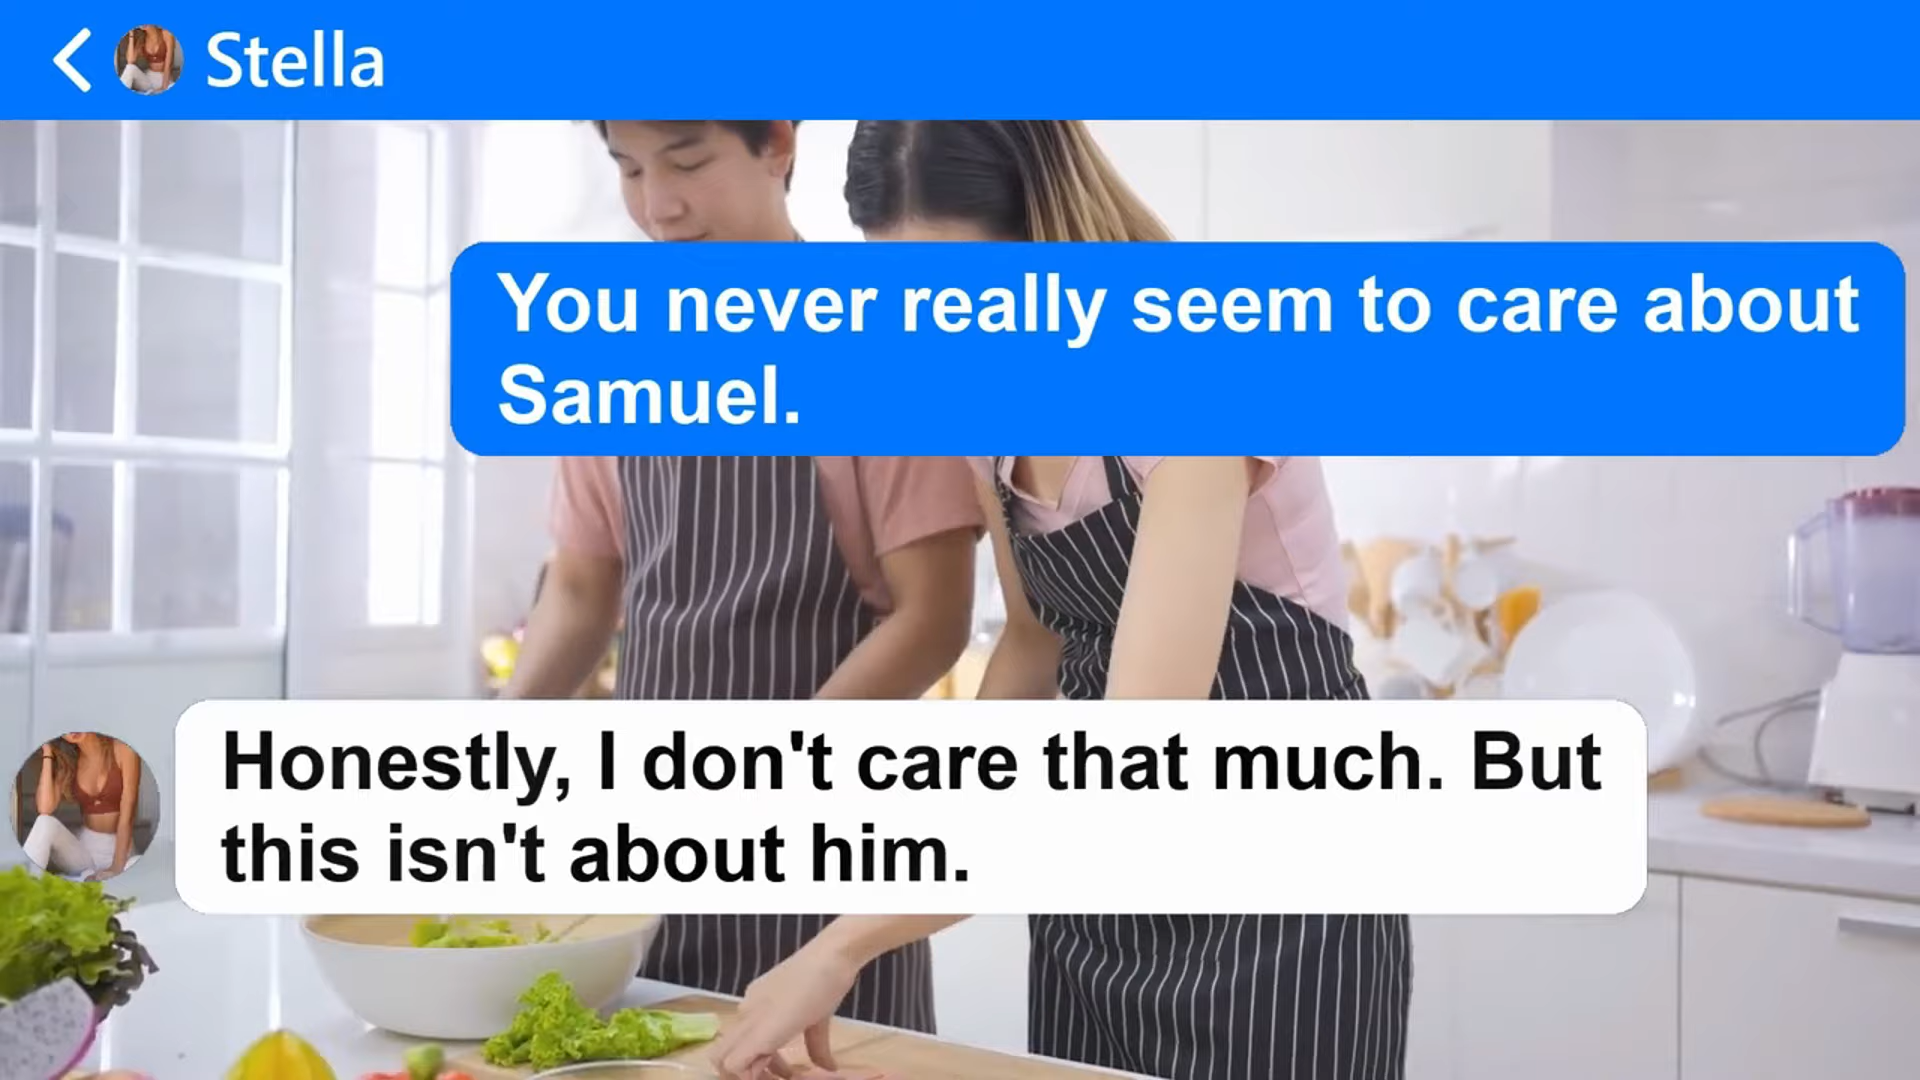 Stella
You never really seem to care about
Samuel.
Honestly, I don't care that much. But
this isn't about him.